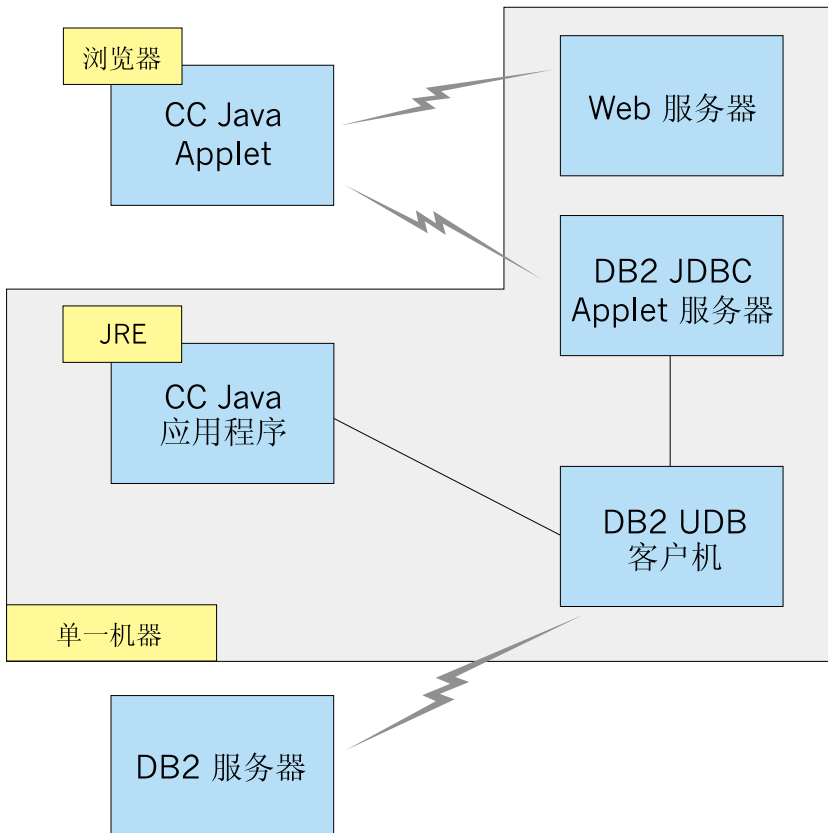 浏览器
CC Java
Applet
Web 服务器
DB2 JDBC
Applet 服务器
JRE
CC Java
应用程序
DB2 UDB
客户机
单一机器
DB2 服务器